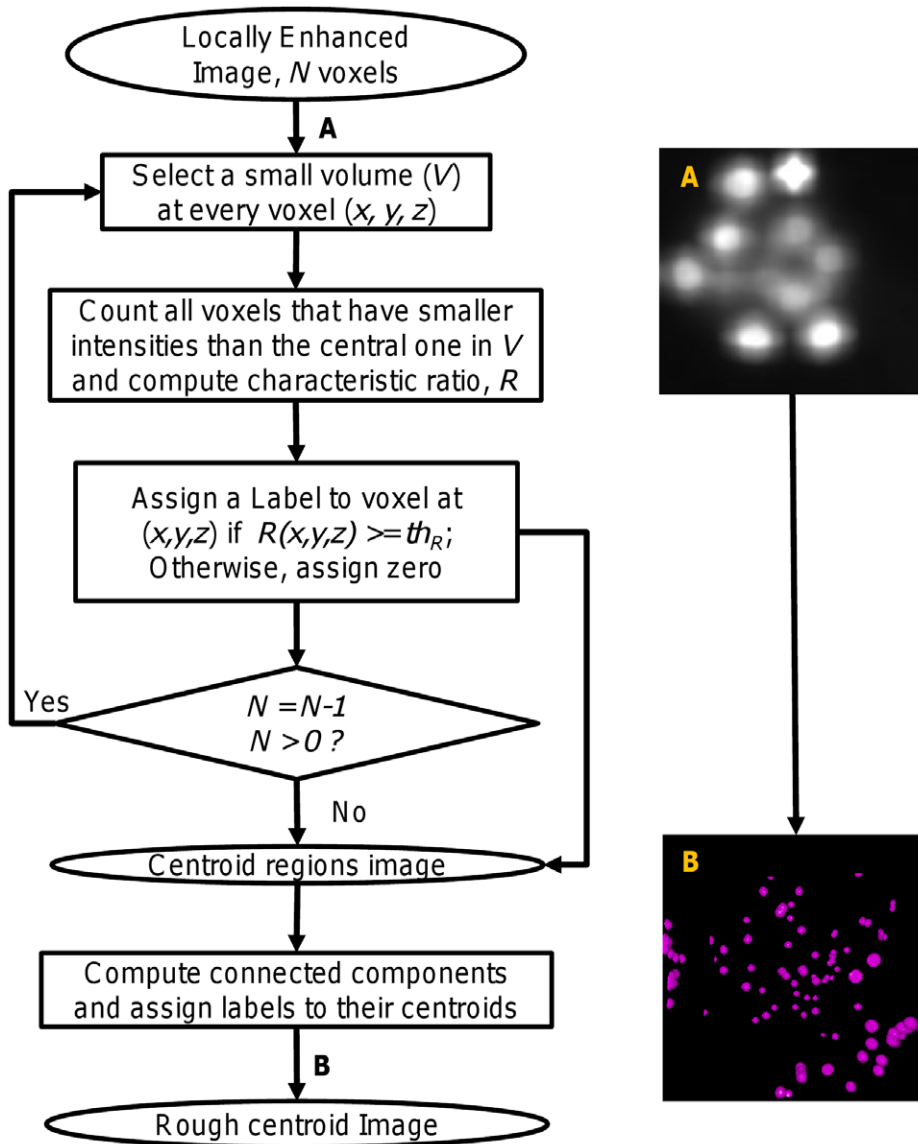 Locally Enhanced
Image, N voxels
A
Select a small volume (V)
at every voxel (x, y, z)
Count all voxels that have smaller
intensities than the central one in V
and compute characteristic ratio, R
Assign a Label to voxel at
(x,y,z) if R(x,y,z) >= thR;
Otherwise, assign zero
Yes
N =N-1
N >0 ?
No
Centroid regions image
Compute connected components
and assign labels to their centroids
B
Rough centroid Image
A
B